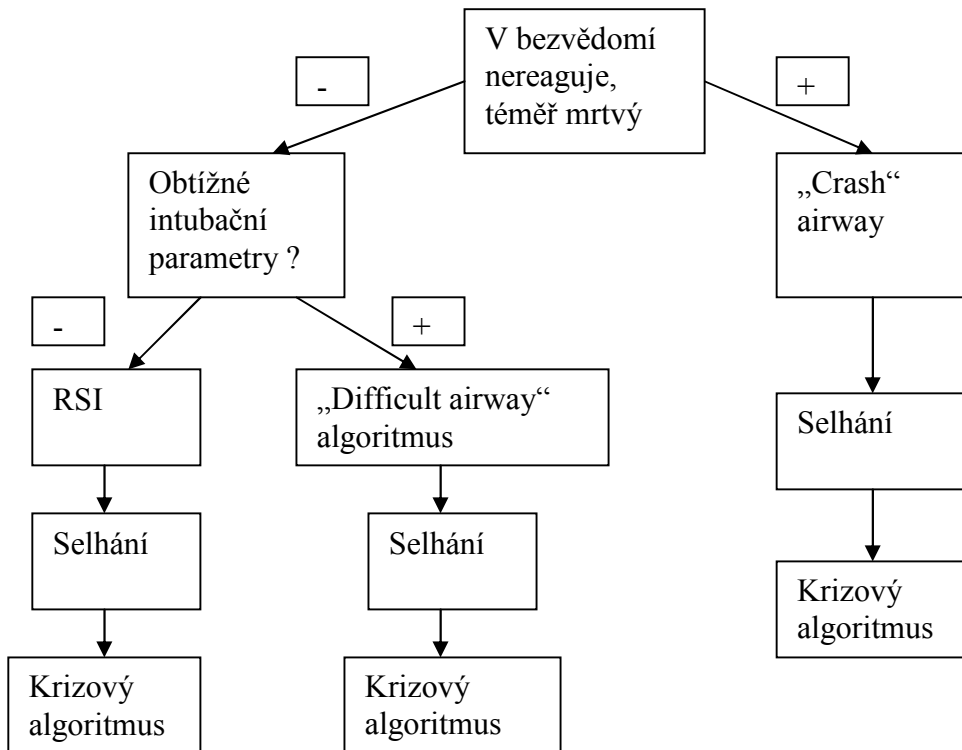 V bezvědomí
nereaguje,
téměř mrtvý
-
+
Obtížné
intubační
parametry ?
„Crash“
airway
-
+
RSI
„Difficult airway“
algoritmus
Selhání
Selhání
Selhání
Krizový
algoritmus
Krizový
algoritmus
Krizový
algoritmus